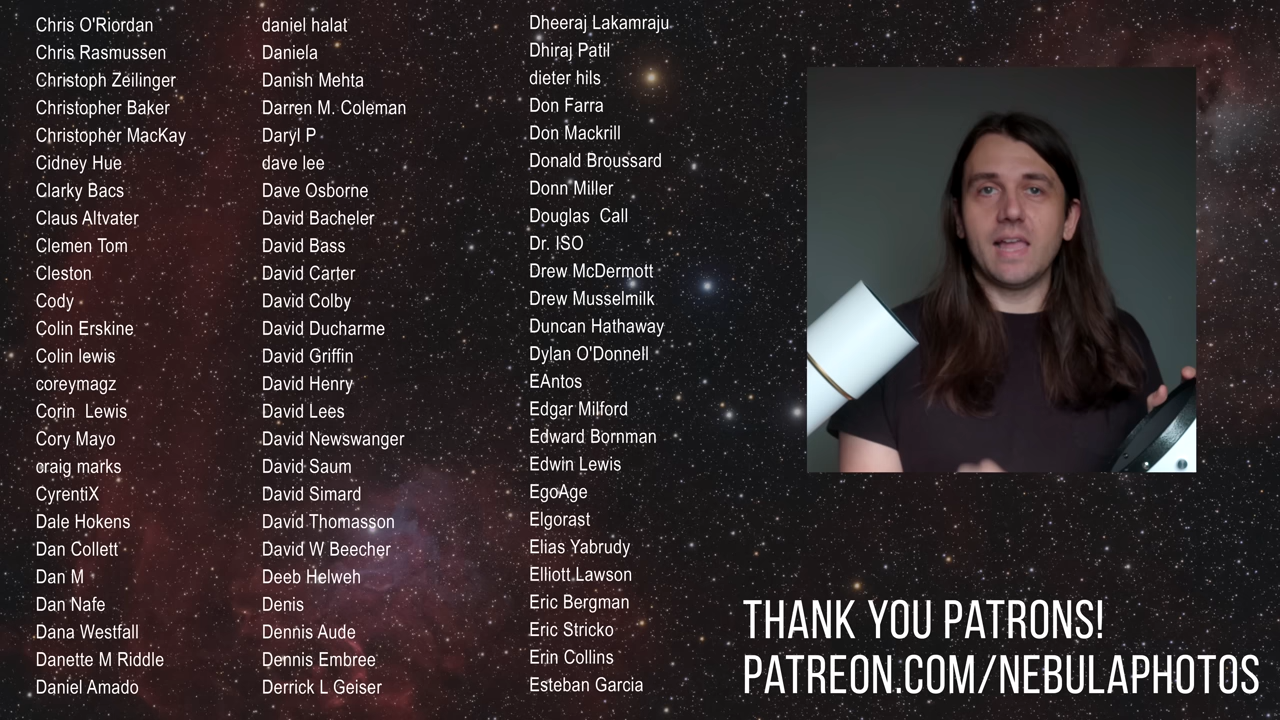 Chris O'Riordan
Chris Rasmussen
Christoph Zeilinger
Christopher Baker
Christopher MacKay
Cidney Hue
Clarky Bacs
Claus Altvater
Clemen Tom
Cleston
Cody
Colin Erskine
Colin lewis
coreymagz
Corin  Lewis
Cory Mayo
craig marks
CyrentiX
Dale Hokens
Dan Collett
Dan M
Dan Nafe
Dana Westfall
Danette M Riddle
Daniel Amado
daniel halat
Daniela
Danish Mehta
Darren M. Coleman
Daryl P
dave lee
Dave Osborne
David Bacheler
David Bass
David Carter
David Colby
David Ducharme
David Griffin
David Henry
David Lees
David Newswanger
David Saum
David Simard
David Thomasson
David W Beecher
Deeb Helweh
Denis
Dennis Aude
Dennis Embree
Derrick L Geiser
Dheeraj Lakamraju
Dhiraj Patil
dieter hils
Don Farra
Don Mackrill
Donald Broussard
Donn Miller
Douglas  Call
Dr. ISO
Drew McDermott
Drew Musselmilk
Duncan Hathaway
Dylan O'Donnell
EAntos
Edgar Milford
Edward Bornman
Edwin Lewis
EgoAge
Elgorast
Elias Yabrudy
Elliott Lawson
Eric Bergman
Eric Stricko
Erin Collins
Esteban Garcia
THANK YOU PATRONS!
PATREON.COM/NEBULAPHOTOS